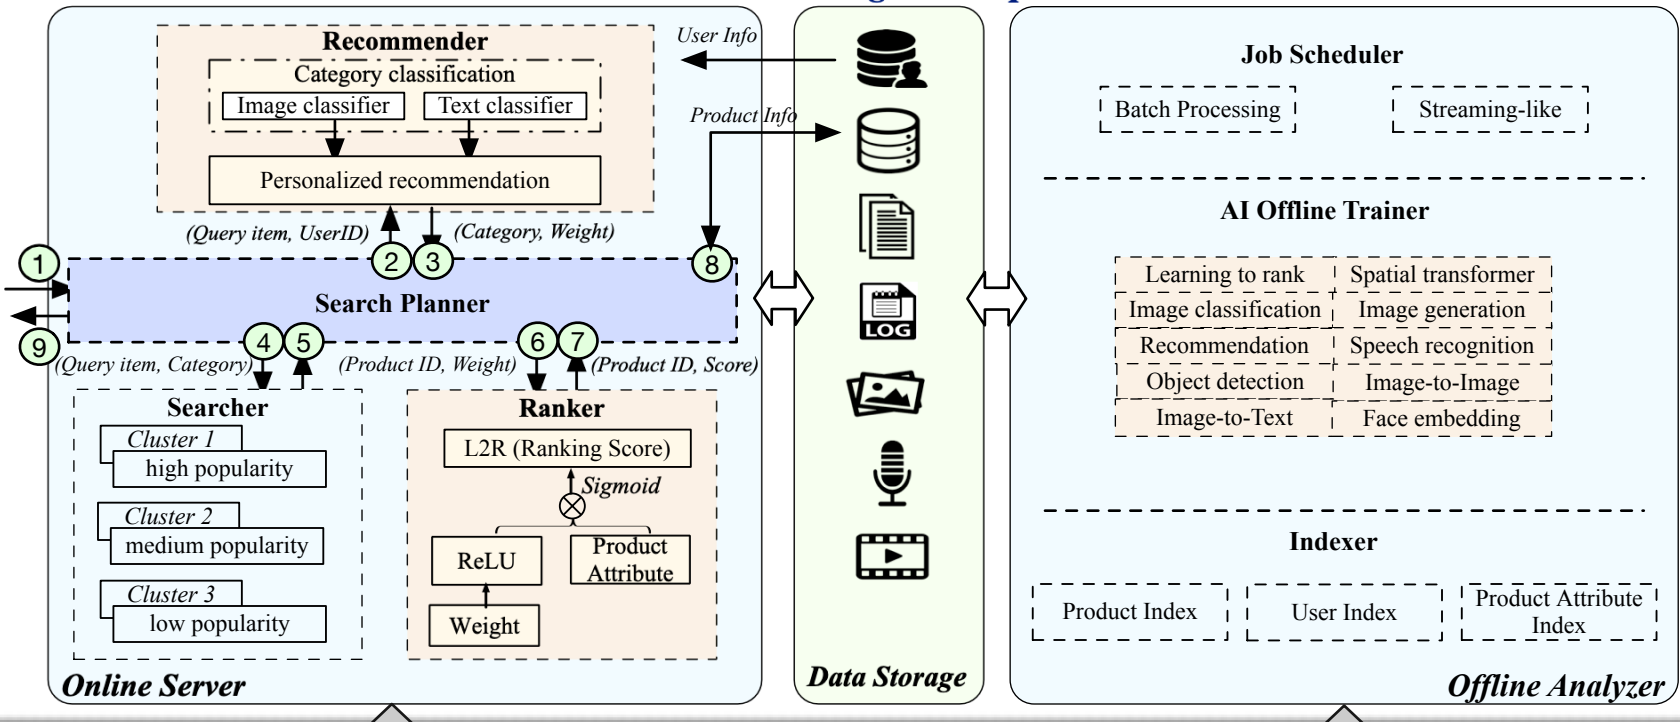 Recommender
Category classification
Image classifier
Text classifier
Personalized recommendation
(Query item, UserID)
(Category, Weight)
User Info
Product Info
1
2
3
8
Search Planner
9
4
5
6
7
(Query item, Category)
(Product ID, Weight)
(Product ID, Score)
Searcher
Cluster 1
high popularity
Cluster 2
medium popularity
Cluster 3
low popularity
Ranker
L2R (Ranking Score)
Sigmoid
ReLU
Product
Attribute
Weight
Online Server
LOG
Data Storage
Job Scheduler
Batch Processing
Streaming-like
AI Offline Trainer
Learning to rank
Spatial transformer
Image classification
Image generation
Recommendation
Speech recognition
Object detection
Image-to-Image
Image-to-Text
Face embedding
Indexer
Product Index
User Index
Product Attribute
Index
Offline Analyzer